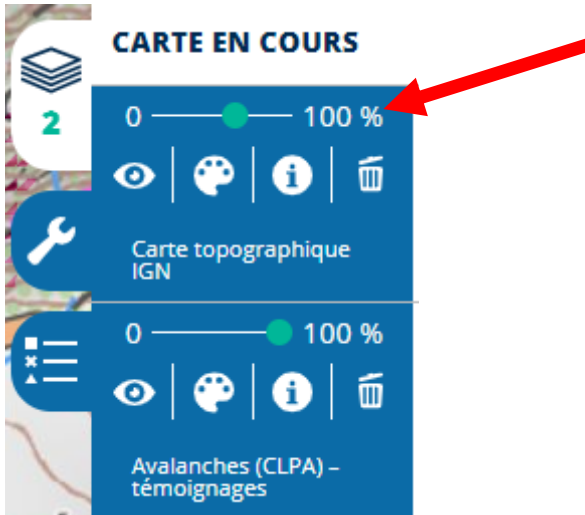 CARTE EN COURS
2
0 100 %
Carte topographique
IGN
0 100 %
Avalanches (CLPA) –
témoignages